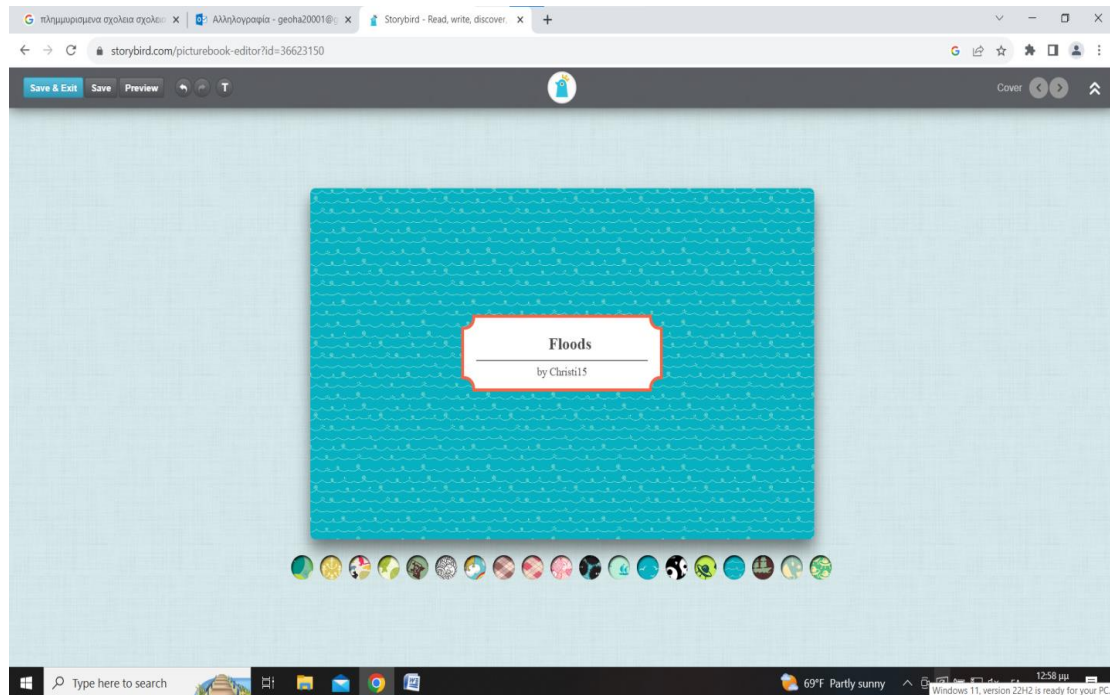 πλημμυρισμενα σχολεια σχολειο
Αλληλογραφία - geoha20001@g
Storybird - Read, write, discover.
storybird.com/picturebook-editor?id=36623150
Save & Exit Save Preview T
Cover
Floods
by Christi15
Type here to search
69°F Partly sunny
12:58 μμ
Windows 11, version 22H2 is ready for your